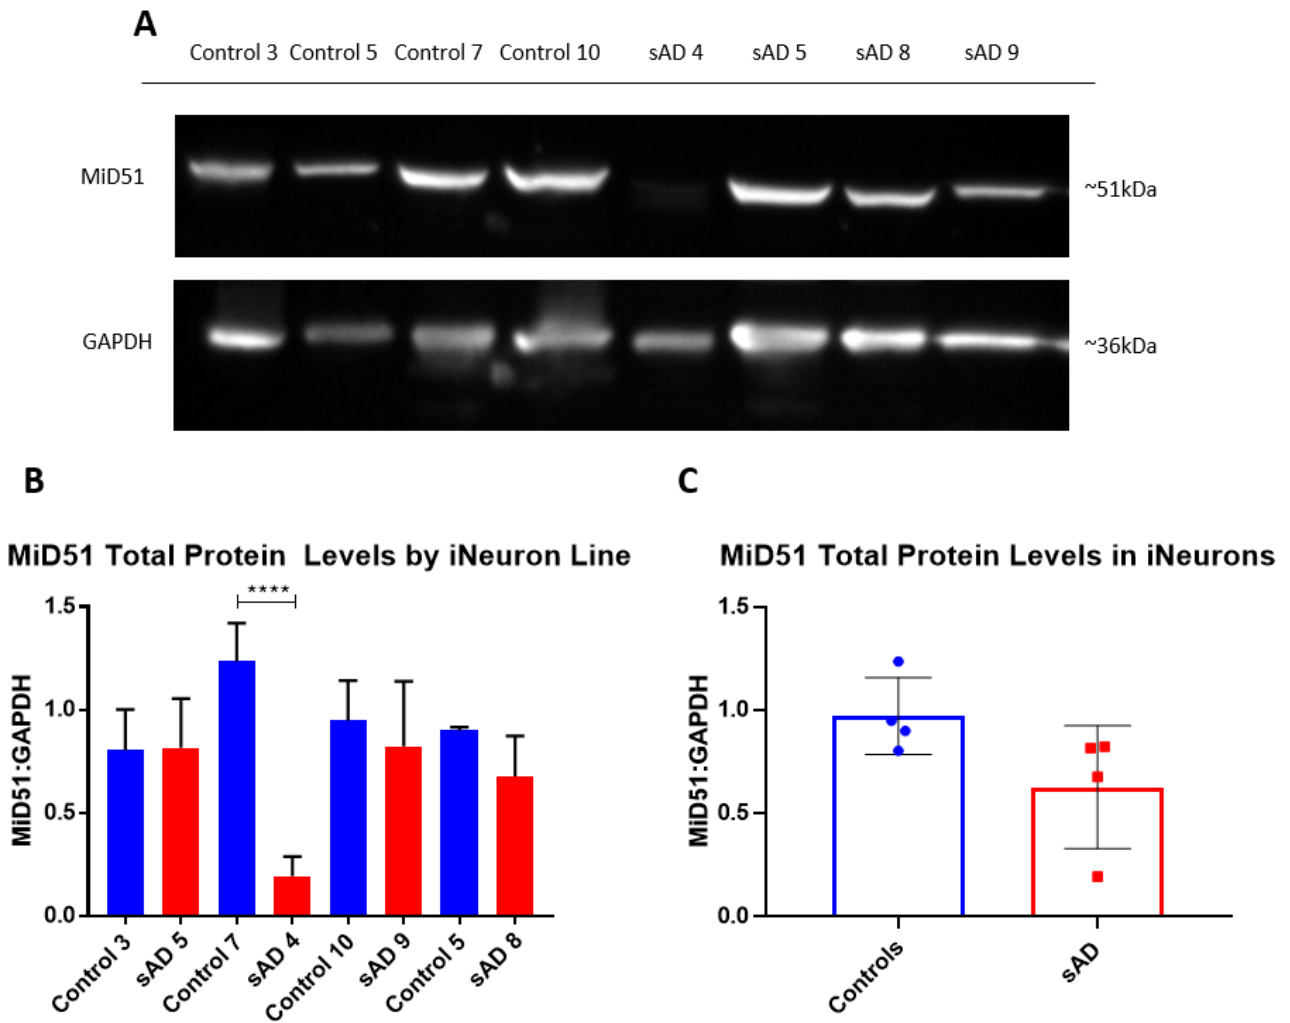 A
Control 3 Control 5 Control 7 Control 10 sAD 4 sAD 5 sAD 8 sAD 9
MiD51
~51kDa
GAPDH
~36kDa
B
MiD51 Total Protein Levels by iNeuron Line
****
MiD51:GAPDH
1.5
1.0
0.5
0.0
Control 3
sAD 5
Control 7
sAD 4
Control 10
sAD 9
Control 5
sAD 8
C
MiD51 Total Protein Levels in iNeurons
MiD51:GAPDH
1.5
1.0
0.5
0.0
Controls
sAD